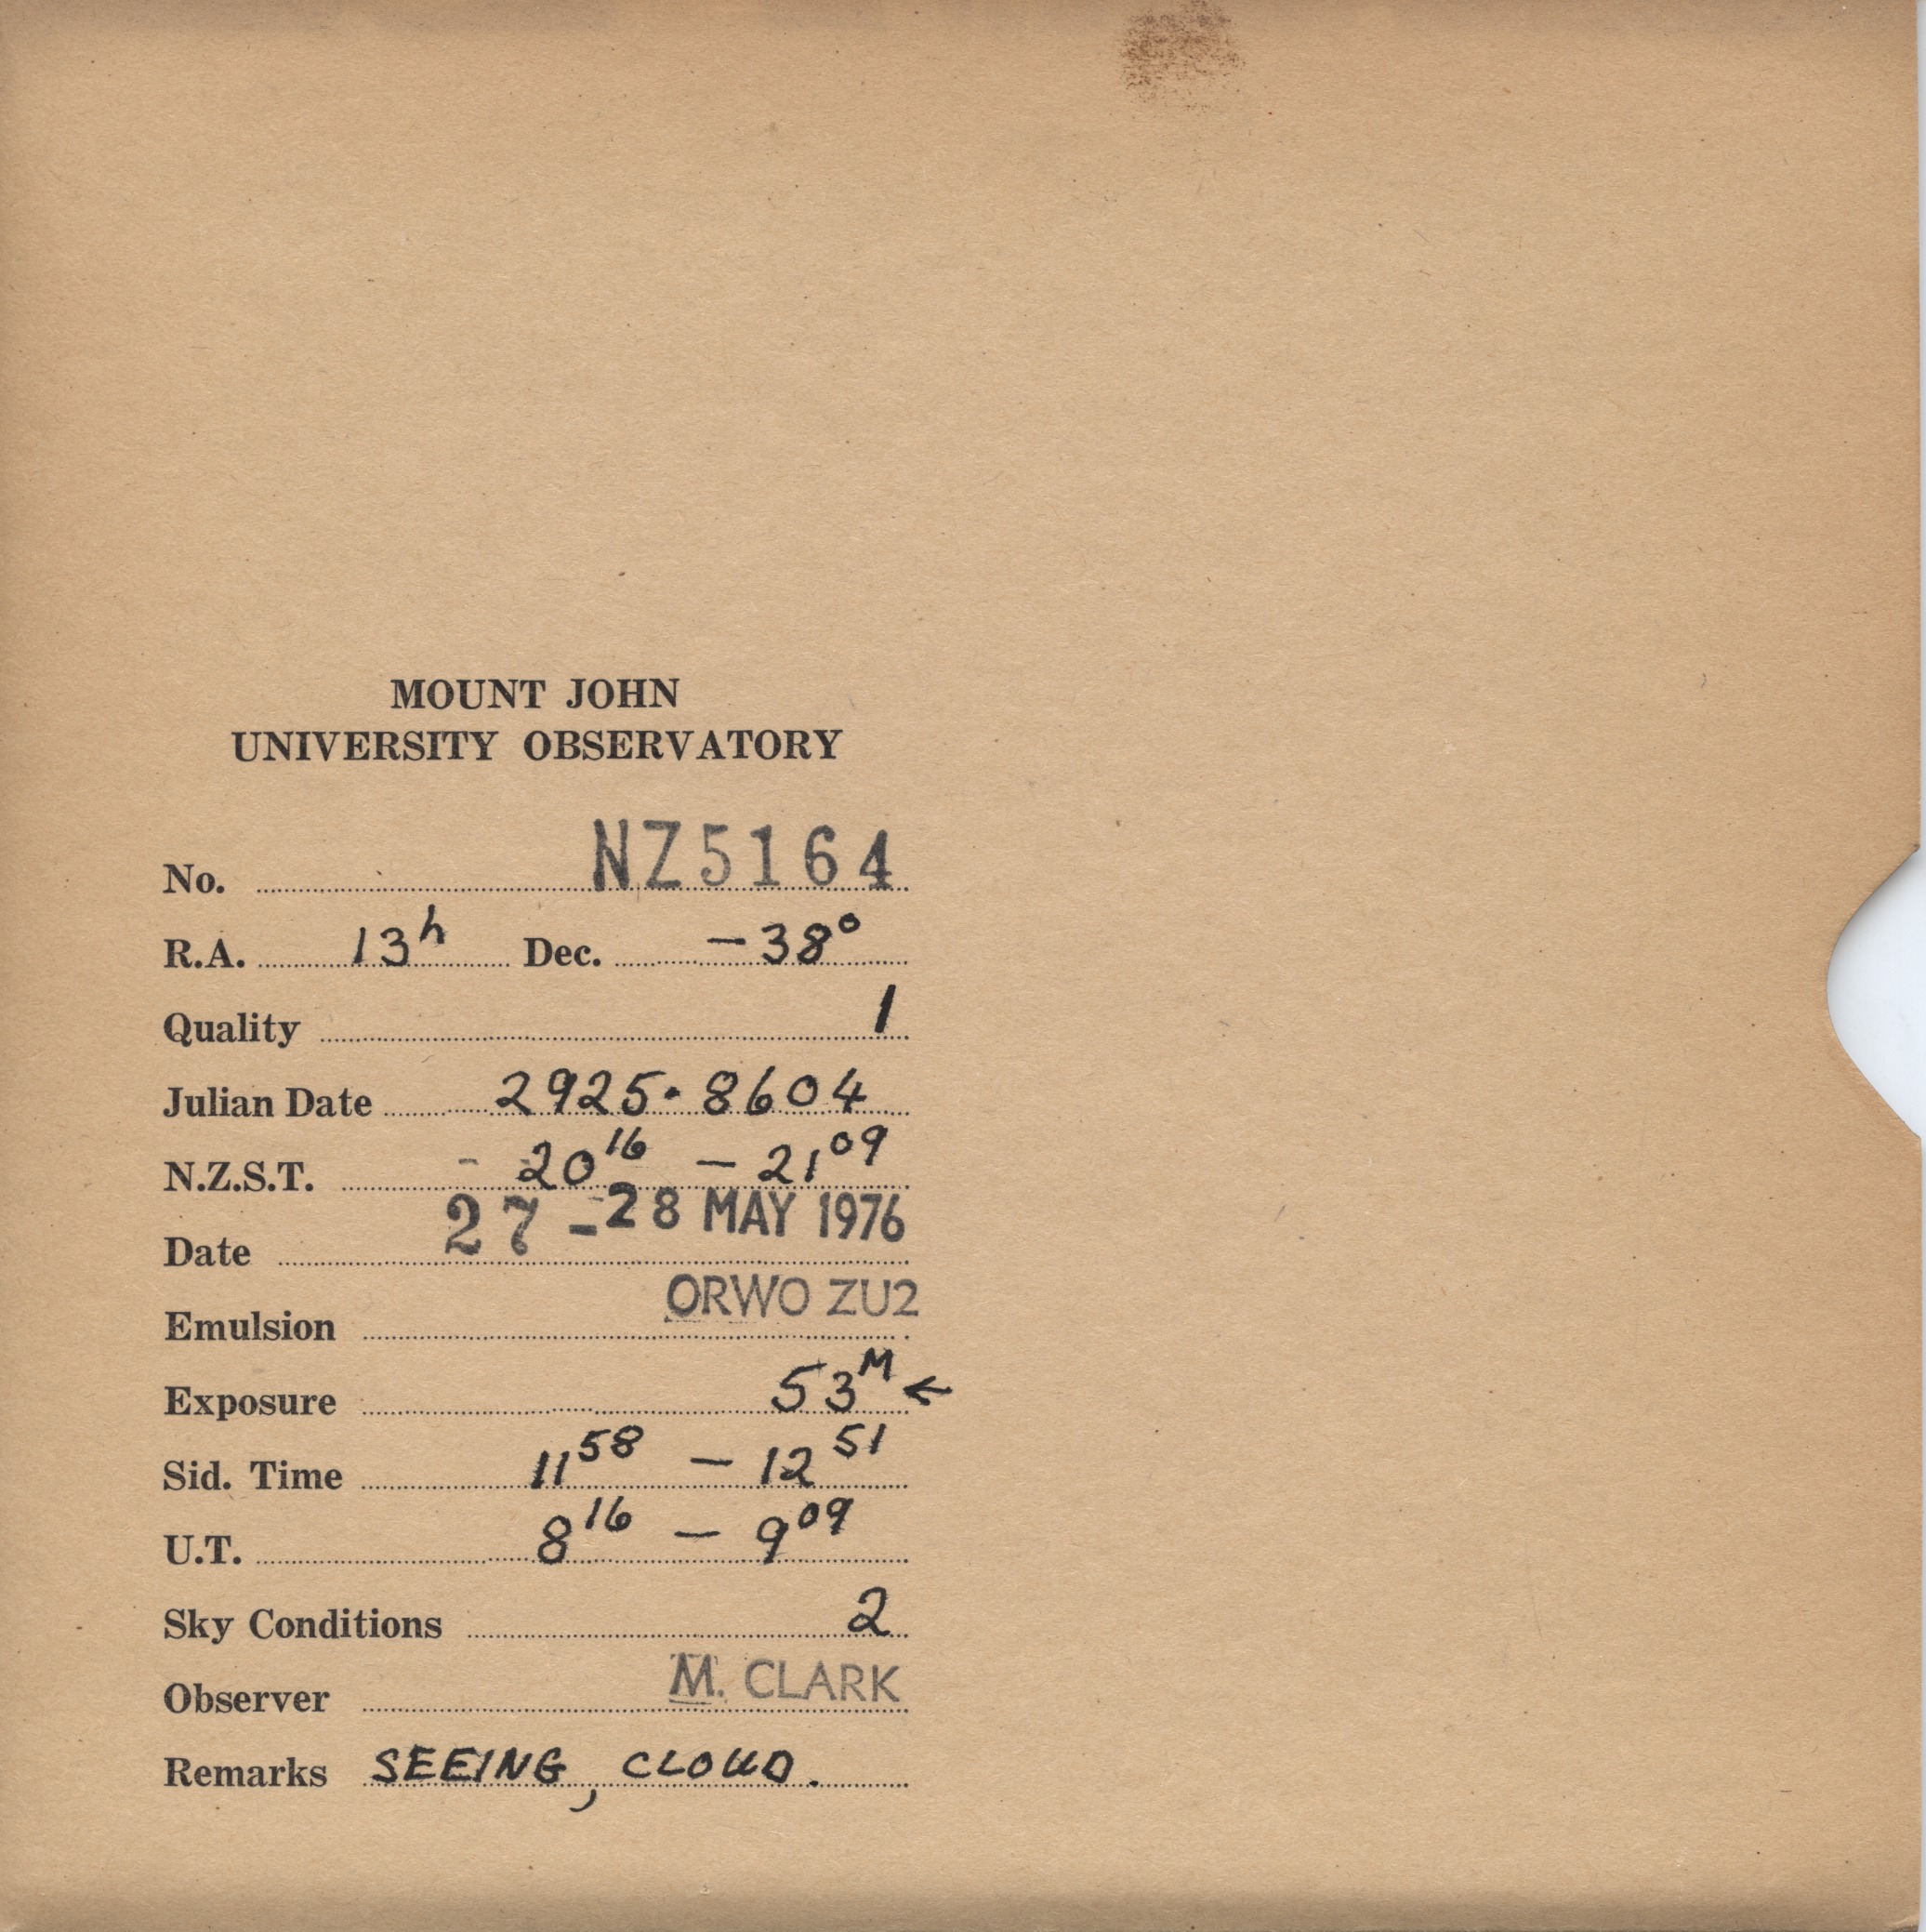 MOUNT JOHN
UNIVERSITY OBSERVATORY
No. NZ5164
R.A. 13h Dec. -38°
Quality 1
Julian Date 2925.8604
N.Z.S.T. - 20 16 - 21 09
Date 27 - 28 MAY 1976
Emulsion ORWO ZU2
Exposure 53M ←
Sid. Time 11 58 - 12 51
U.T. 8 16 - 9 09
Sky Conditions 2
Observer M. CLARK
Remarks SEEING, CLOUD.